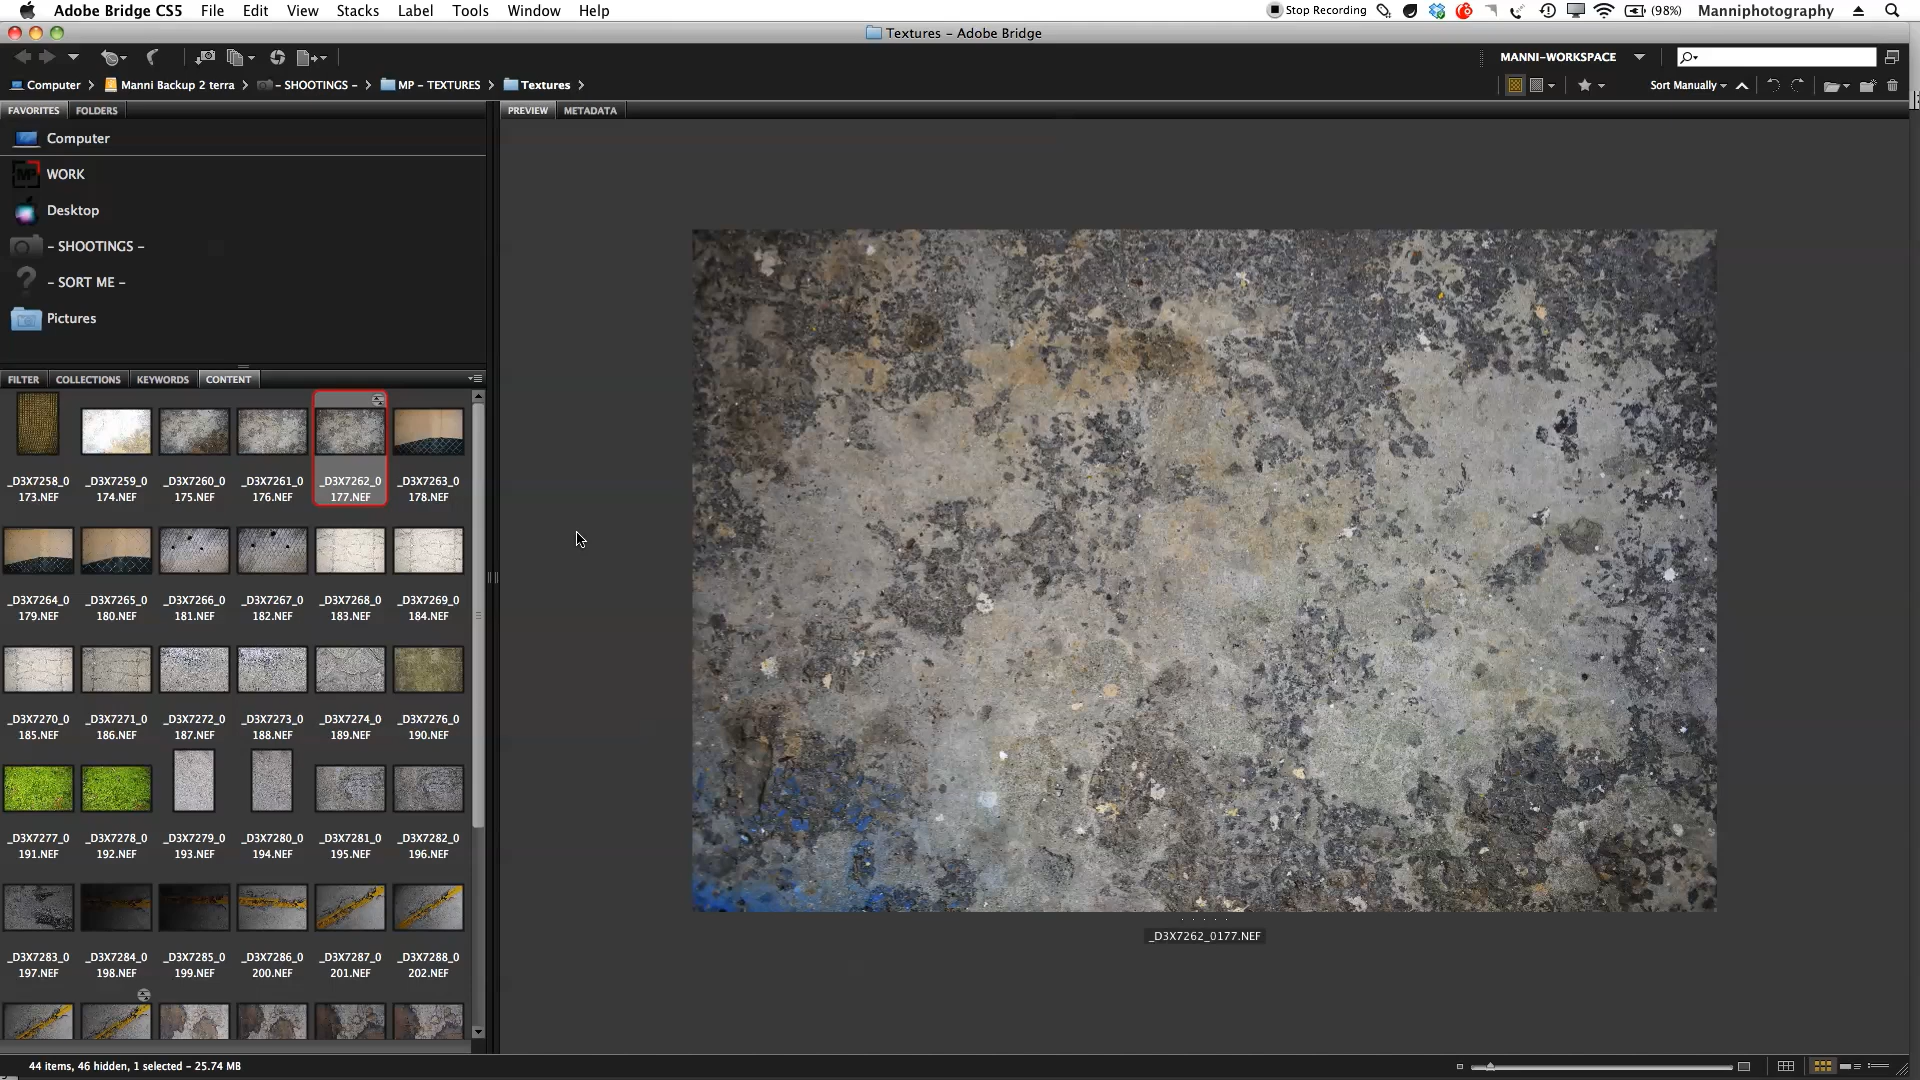 Adobe Bridge CS5 File Edit View Stacks Label Tools Window Help Stop Recording (98%) Manniphotography
Textures – Adobe Bridge
MANNI-WORKSPACE
Computer Manni Backup 2 terra – SHOOTINGS – MP – TEXTURES Textures Sort Manually
FAVORITES FOLDERS PREVIEW METADATA
Computer
WORK
Desktop
– SHOOTINGS –
– SORT ME –
Pictures
FILTER COLLECTIONS KEYWORDS CONTENT
_D3X7258_0 _D3X7259_0 _D3X7260_0 _D3X7261_0 _D3X7262_0 _D3X7263_0
173.NEF 174.NEF 175.NEF 176.NEF 177.NEF 178.NEF
_D3X7264_0 _D3X7265_0 _D3X7266_0 _D3X7267_0 _D3X7268_0 _D3X7269_0
179.NEF 180.NEF 181.NEF 182.NEF 183.NEF 184.NEF
_D3X7270_0 _D3X7271_0 _D3X7272_0 _D3X7273_0 _D3X7274_0 _D3X7276_0
185.NEF 186.NEF 187.NEF 188.NEF 189.NEF 190.NEF
_D3X7277_0 _D3X7278_0 _D3X7279_0 _D3X7280_0 _D3X7281_0 _D3X7282_0
191.NEF 192.NEF 193.NEF 194.NEF 195.NEF 196.NEF
_D3X7262_0177.NEF
_D3X7283_0 _D3X7284_0 _D3X7285_0 _D3X7286_0 _D3X7287_0 _D3X7288_0
197.NEF 198.NEF 199.NEF 200.NEF 201.NEF 202.NEF
44 items, 46 hidden, 1 selected – 25.74 MB